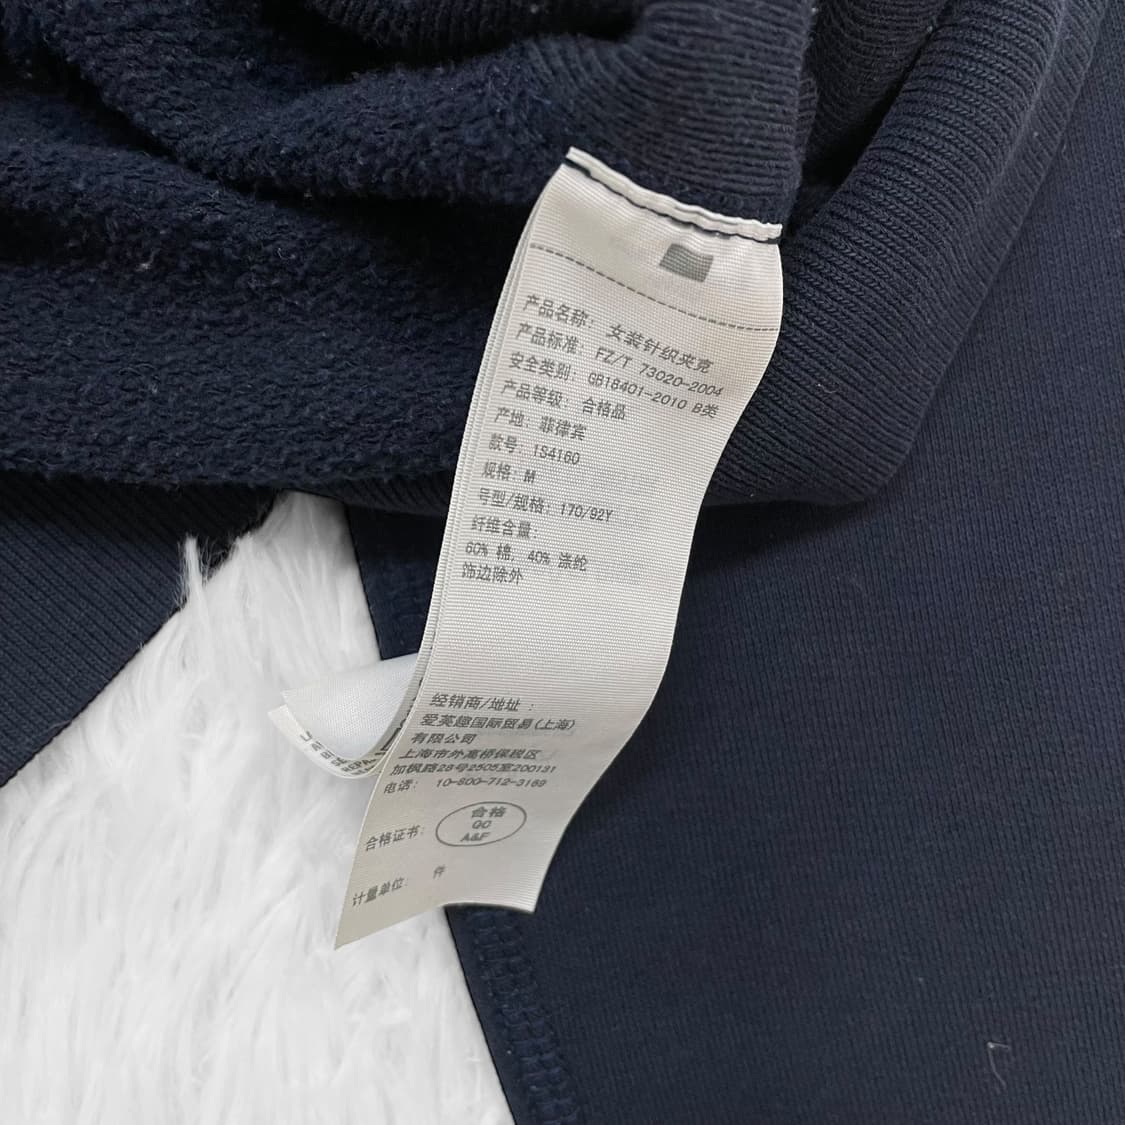 产品名称: 女装针织夹克
产品标准: FZ/T 73020-2004
安全类别: GB18401-2010 B类
产品等级: 合格品
产地: 菲律宾
款号: 1S4160
规格: M
号型/规格: 170/92Y
纤维含量:
60% 棉, 40% 涤纶
饰边除外
经销商/地址 :
爱芙趣国际贸易(上海)
有限公司
上海市外高桥保税区
加枫路28号2505室200131
电话: 10-800-712-3169
合格证书: 合格
QC
A&F
计量单位: 件